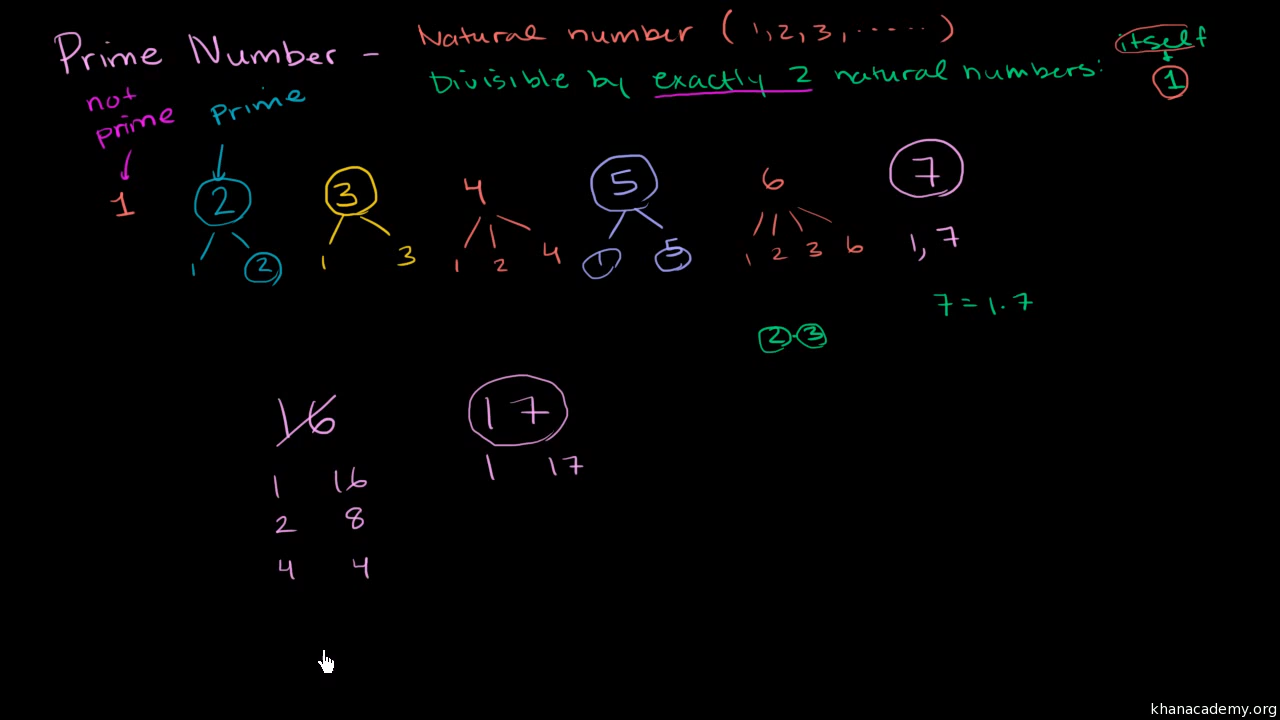 Prime Number - Natural number (1, 2, 3, ......)
Divisible by exactly 2 natural numbers: itself + 1
not prime
prime
1 2 3 4 5 6 7
1 2 1 3 1 2 4 1 5 1 2 3 6 1, 7
7 = 1 · 7
2 · 3
16 17
1 16 1 17
2 8
4 4
khanacademy.org